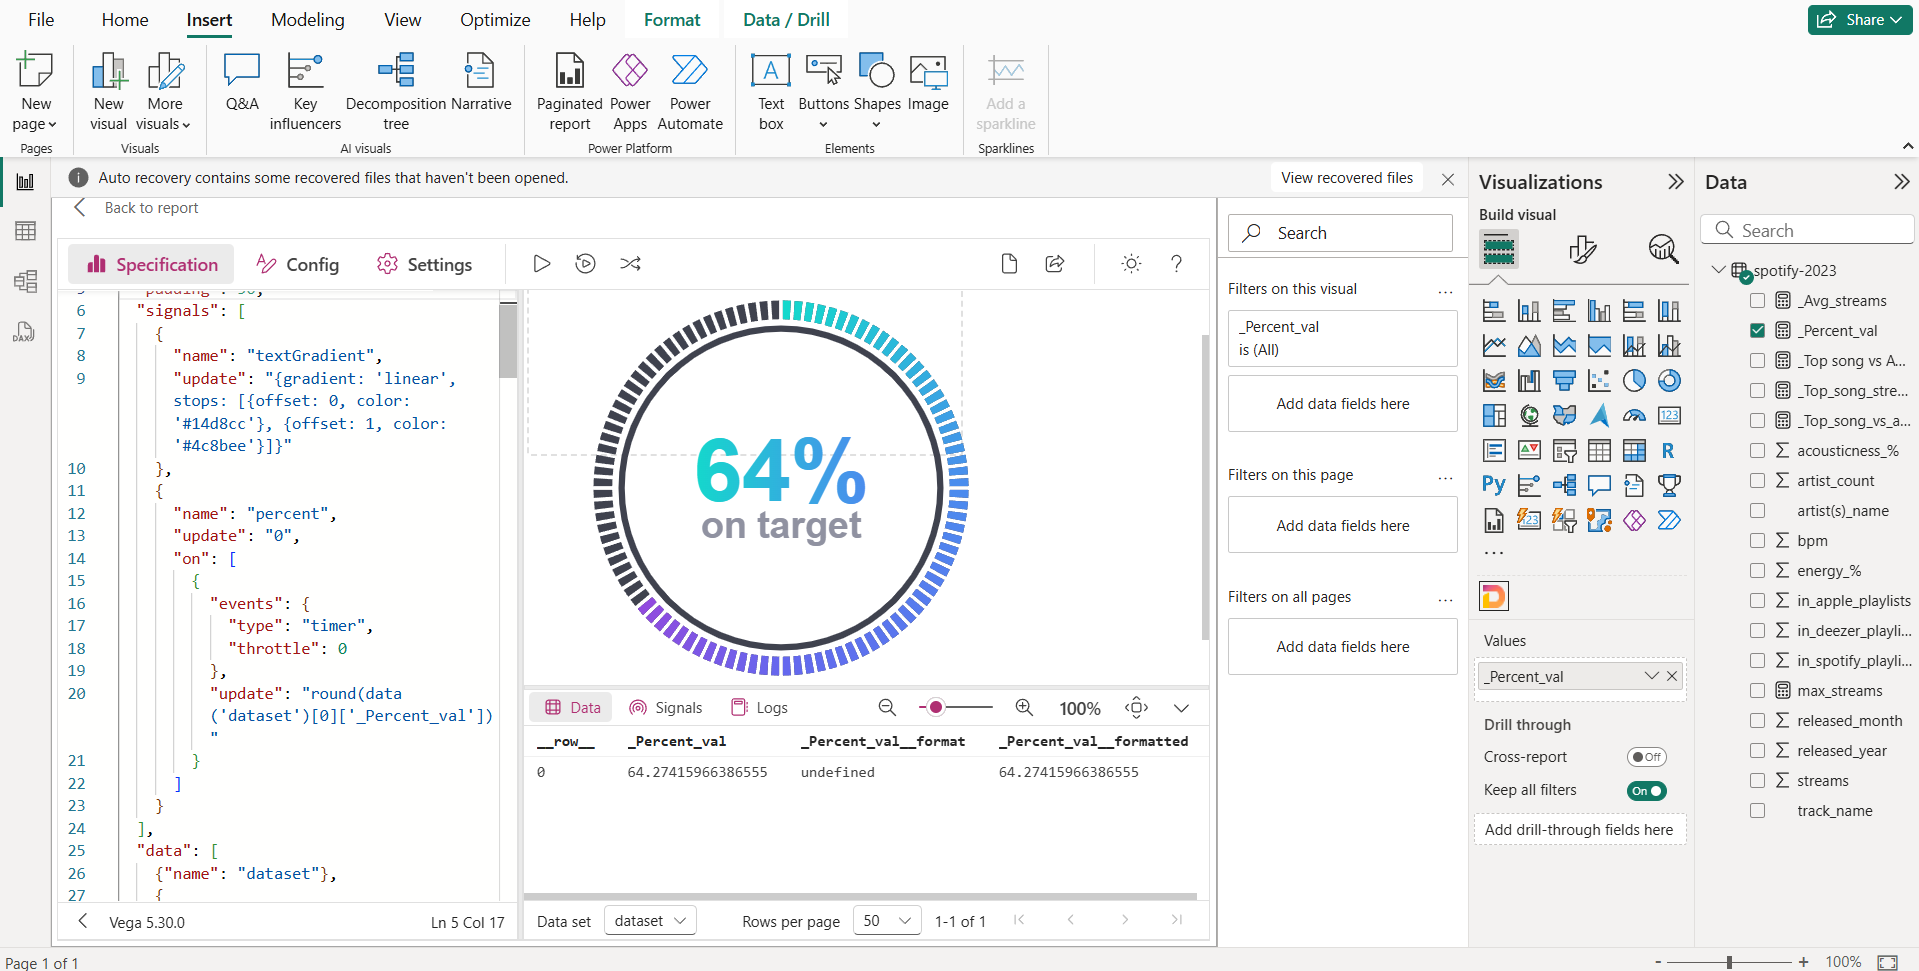 File Home Insert Modeling View Optimize Help Format Data / Drill Share
New page
New visual
More visuals
Q&A
Key influencers
Decomposition tree
Narrative
Paginated report
Power Apps
Power Automate
Text box
Buttons
Shapes
Image
Add a sparkline
Pages Visuals AI visuals Power Platform Elements Sparklines
Auto recovery contains some recovered files that haven't been opened. View recovered files
Back to report
Specification Config Settings
6 "signals": [
7 {
8 "name": "textGradient",
9 "update": "{gradient: 'linear',
stops: [{offset: 0, color:
'#14d8cc'}, {offset: 1, color:
'#4c8bee'}]}"
10 },
11 {
12 "name": "percent",
13 "update": "0",
14 "on": [
15 {
16 "events": {
17 "type": "timer",
18 "throttle": 0
19 },
20 "update": "round(data
('dataset')[0]['_Percent_val'])
"
21 }
22 ]
23 }
24 ],
25 "data": [
26 {"name": "dataset"},
27 {
Vega 5.30.0 Ln 5 Col 17
64%
on target
Data Signals Logs 100%
__row__ _Percent_val _Percent_val__format _Percent_val__formatted
0 64.27415966386555 undefined 64.27415966386555
Data set dataset Rows per page 50 1-1 of 1
Search
Filters on this visual ...
_Percent_val
is (All)
Add data fields here
Filters on this page ...
Add data fields here
Filters on all pages ...
Add data fields here
Visualizations
Build visual
123
R
Py
123
...
Values
_Percent_val
Drill through
Cross-report Off
Keep all filters On
Add drill-through fields here
Data
Search
spotify-2023
_Avg_streams
_Percent_val
_Top song vs A...
_Top_song_stre...
_Top_song_vs_a...
acousticness_%
artist_count
artist(s)_name
bpm
energy_%
in_apple_playlists
in_deezer_playli...
in_spotify_playli...
max_streams
released_month
released_year
streams
track_name
DAX
Page 1 of 1
- + 100%